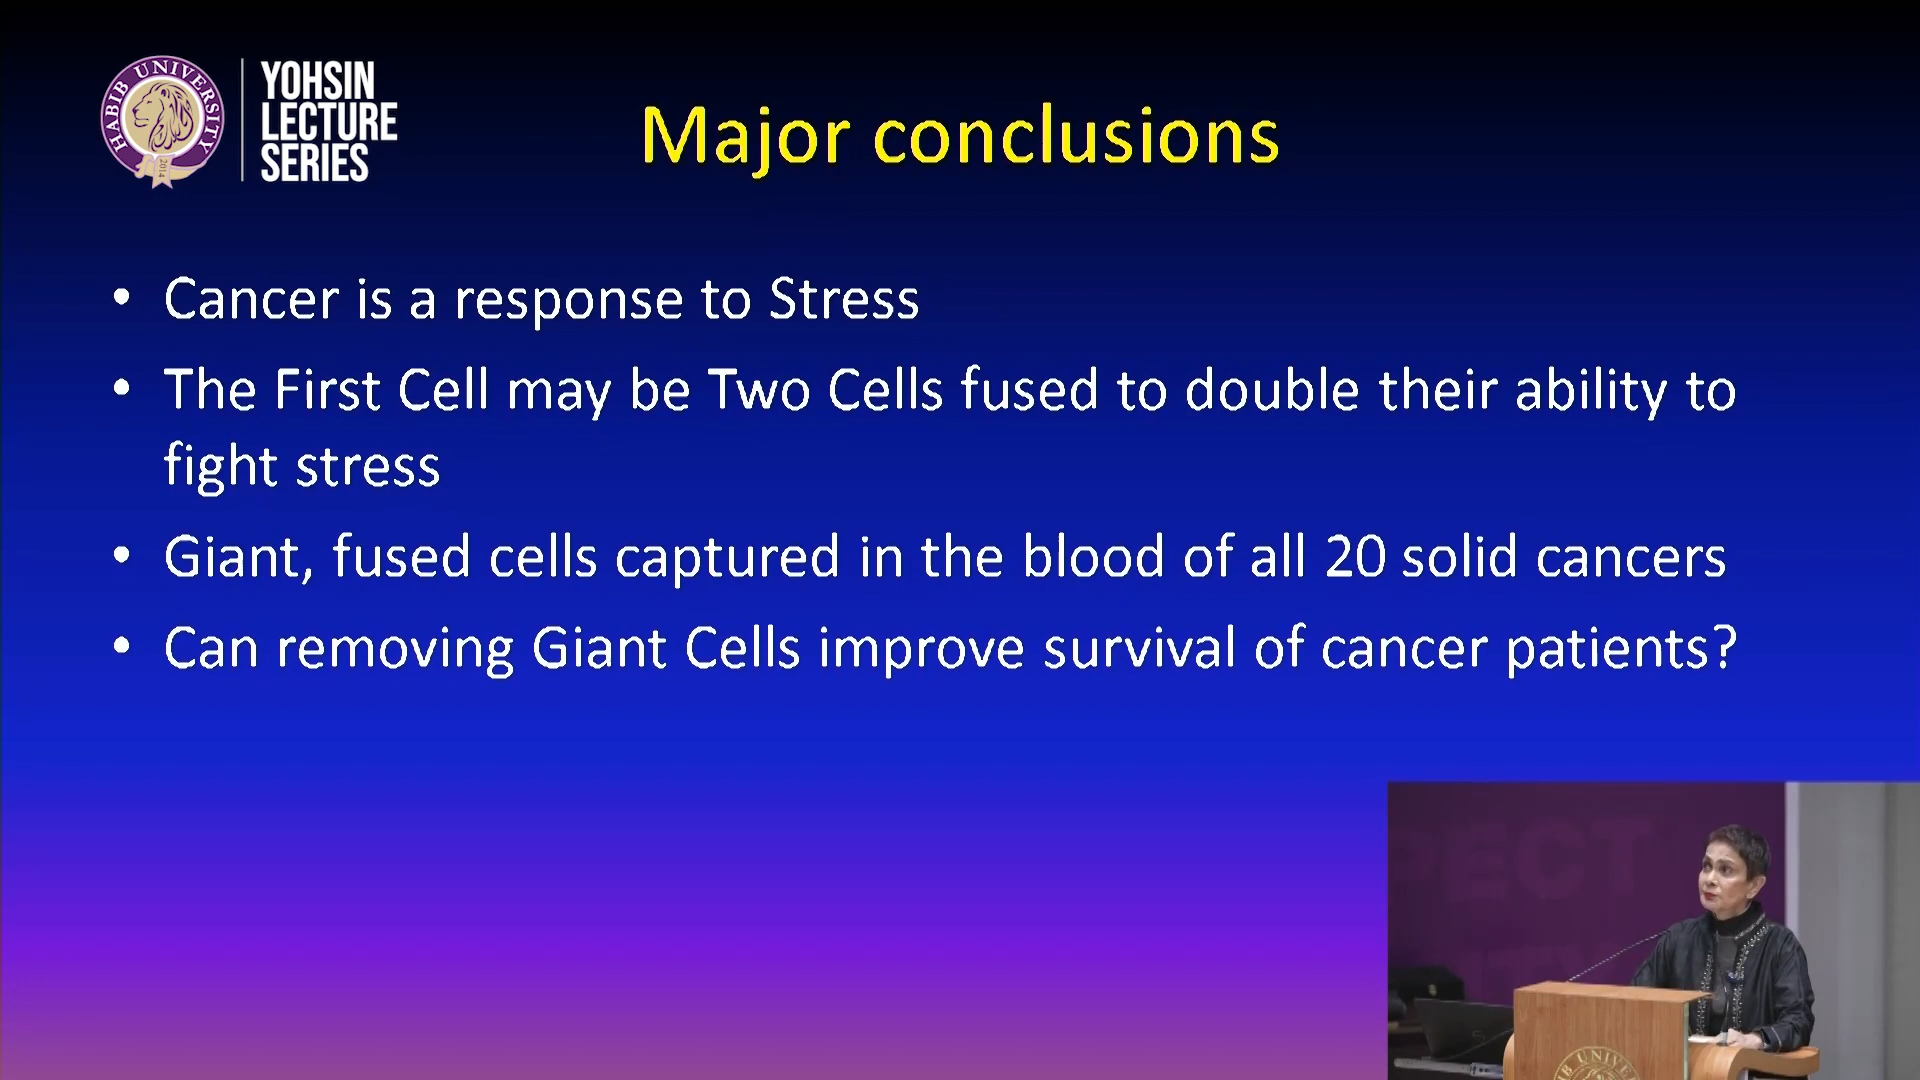 HABIB UNIVERSITY
2014
YOHSIN
LECTURE
SERIES
Major conclusions
• Cancer is a response to Stress
• The First Cell may be Two Cells fused to double their ability to
fight stress
• Giant, fused cells captured in the blood of all 20 solid cancers
• Can removing Giant Cells improve survival of cancer patients?
PECT